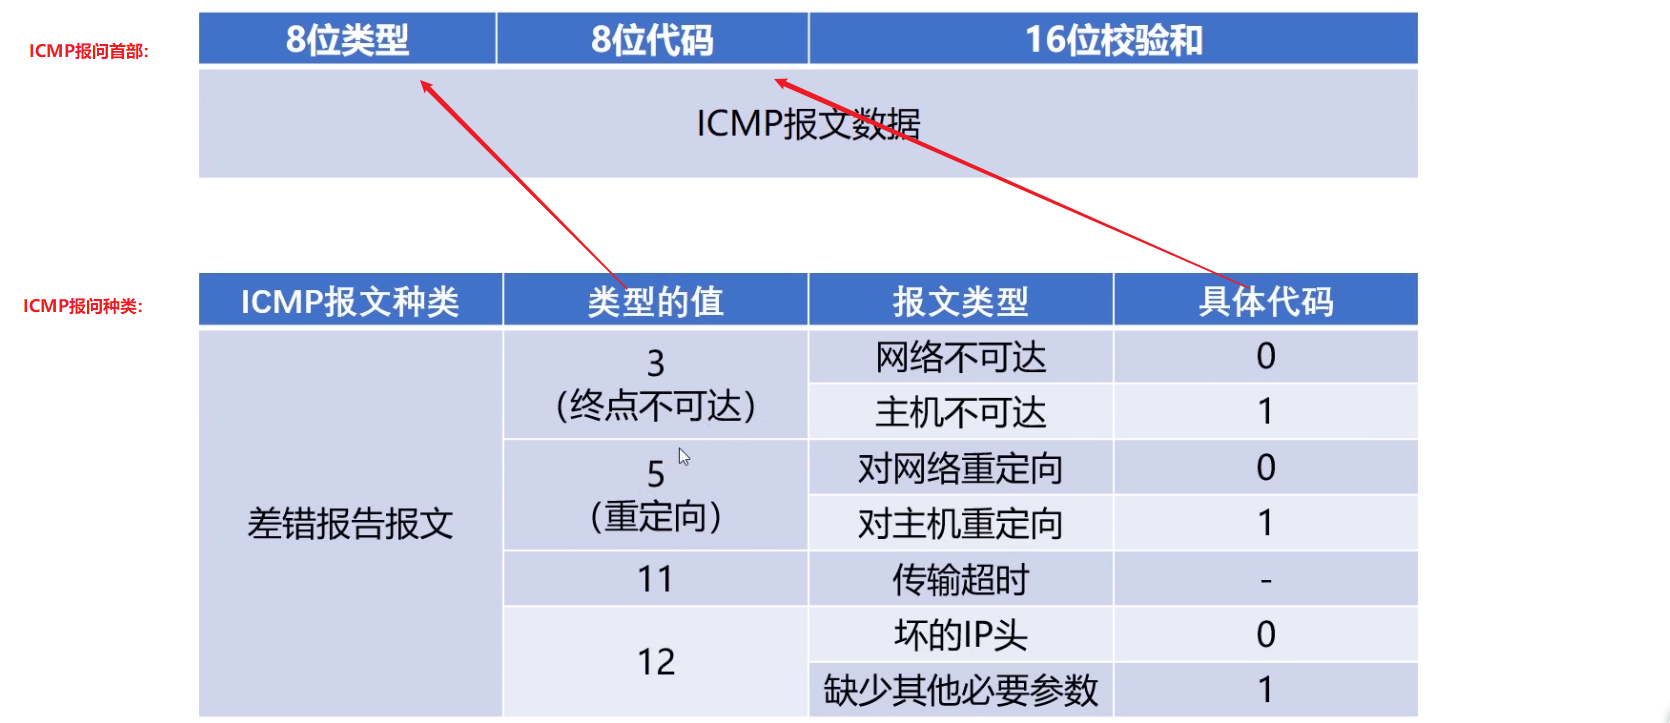 ICMP报问首部:
8位类型 8位代码 16位校验和
ICMP报文数据
ICMP报问种类:
ICMP报文种类 类型的值 报文类型 具体代码
差错报告报文
3
(终点不可达)
网络不可达 0
主机不可达 1
5
(重定向)
对网络重定向 0
对主机重定向 1
11 传输超时 -
12
坏的IP头 0
缺少其他必要参数 1